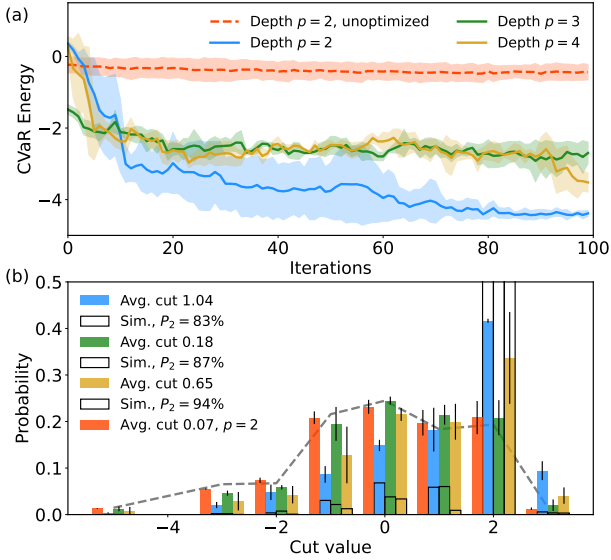 (a)
Depth p = 2, unoptimized
Depth p = 2
Depth p = 3
Depth p = 4
0
−2
−4
CVaR Energy
0 20 40 60 80 100
Iterations
(b)
0.5
0.4
0.3
0.2
0.1
0.0
Probability
Avg. cut 1.04
Sim., P₂ = 83%
Avg. cut 0.18
Sim., P₂ = 87%
Avg. cut 0.65
Sim., P₂ = 94%
Avg. cut 0.07, p = 2
−4 −2 0 2
Cut value